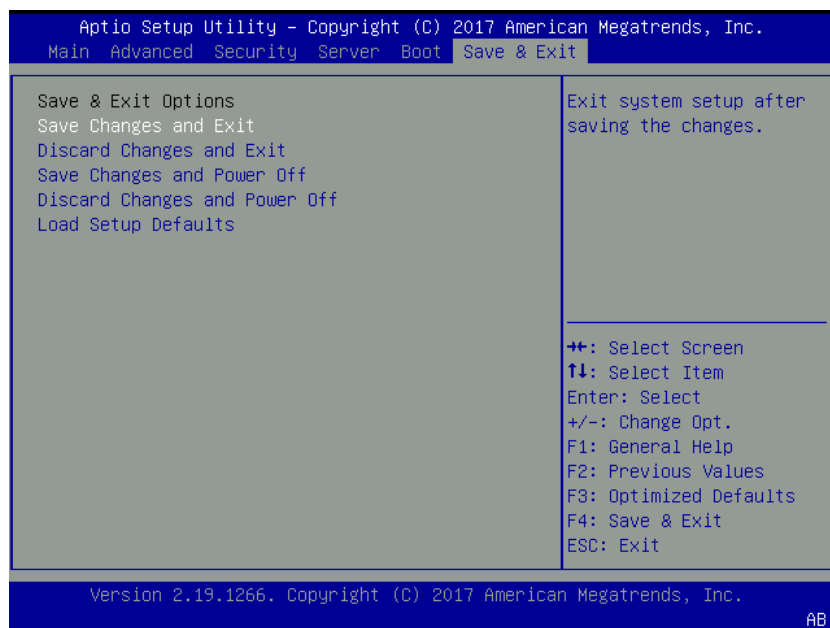 Aptio Setup Utility – Copyright (C) 2017 American Megatrends, Inc.
Main Advanced Security Server Boot Save & Exit
Save & Exit Options
Save Changes and Exit
Discard Changes and Exit
Save Changes and Power Off
Discard Changes and Power Off
Load Setup Defaults
Exit system setup after
saving the changes.
→←: Select Screen
↑↓: Select Item
Enter: Select
+/-: Change Opt.
F1: General Help
F2: Previous Values
F3: Optimized Defaults
F4: Save & Exit
ESC: Exit
Version 2.19.1266. Copyright (C) 2017 American Megatrends, Inc.
AB